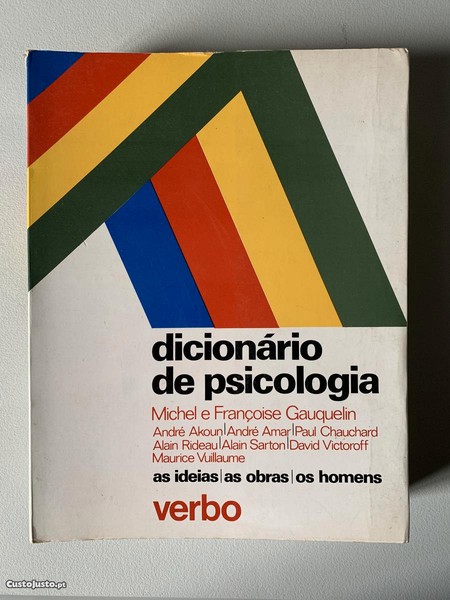 dicionário
de psicologia
Michel e Françoise Gauquelin
André Akoun|André Amar|Paul Chauchard
Alain Rideau|Alain Sarton|David Victoroff
Maurice Vuillaume
as ideias|as obras|os homens
verbo
CustoJusto.pt